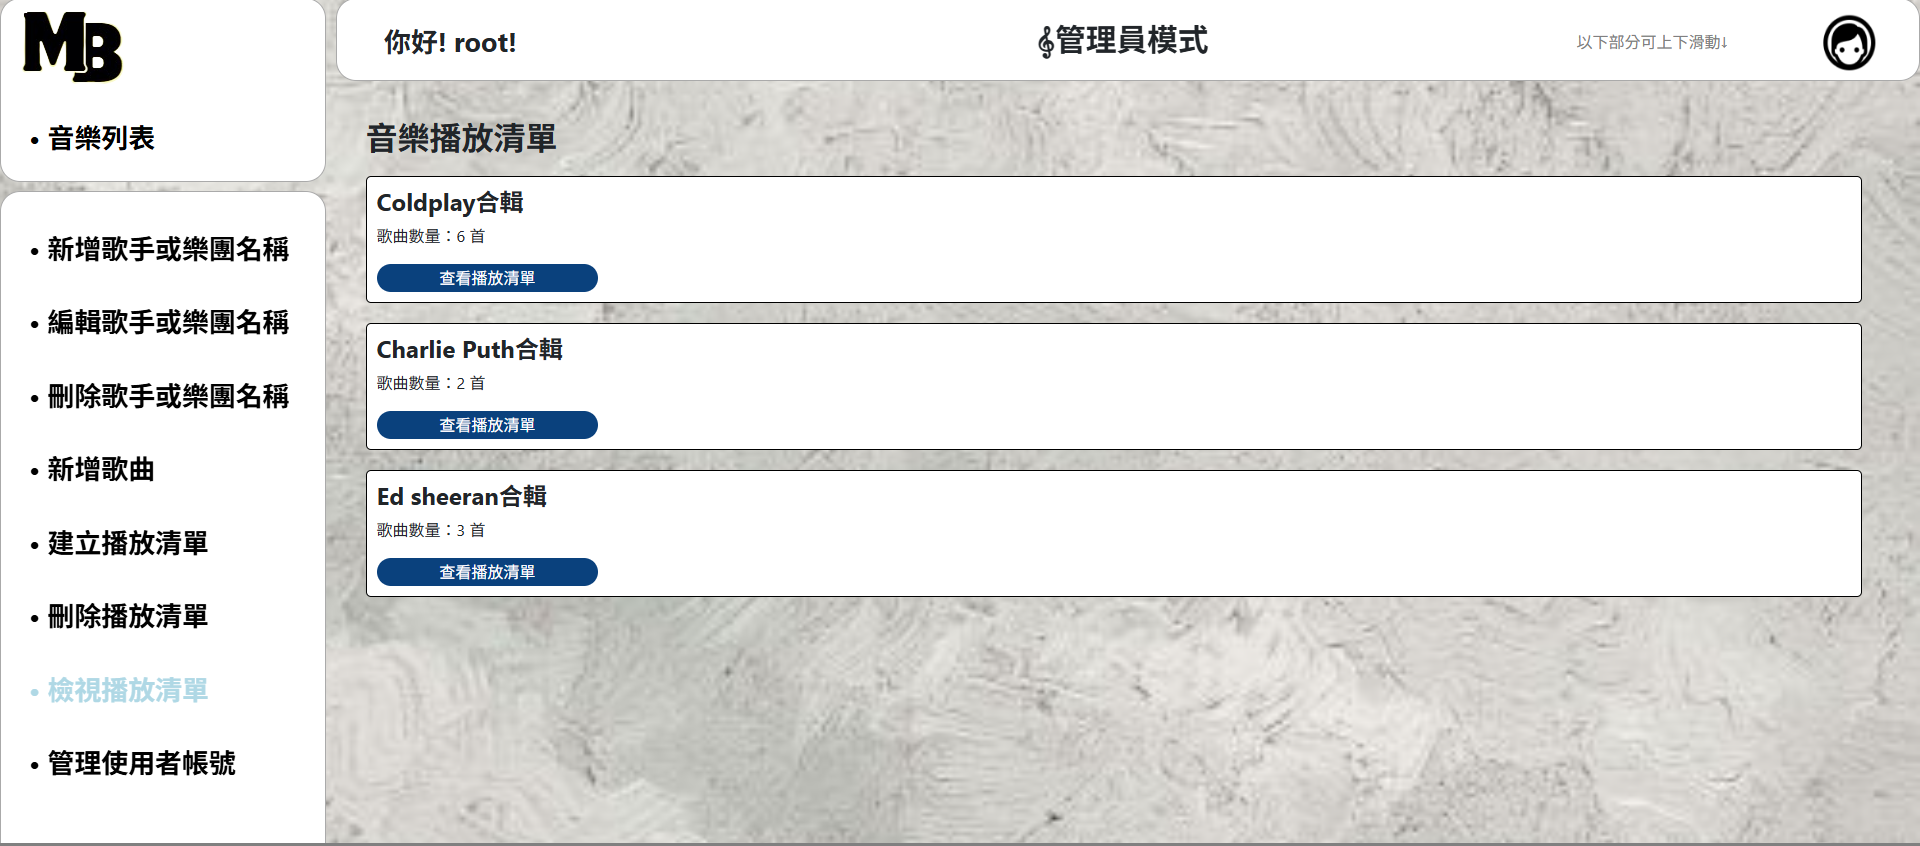 MB
• 音樂列表
• 新增歌手或樂團名稱
• 編輯歌手或樂團名稱
• 刪除歌手或樂團名稱
• 新增歌曲
• 建立播放清單
• 刪除播放清單
• 檢視播放清單
• 管理使用者帳號
你好! root!
𝄞管理員模式
以下部分可上下滑動↓
音樂播放清單
Coldplay合輯
歌曲數量：6 首
查看播放清單
Charlie Puth合輯
歌曲數量：2 首
查看播放清單
Ed sheeran合輯
歌曲數量：3 首
查看播放清單